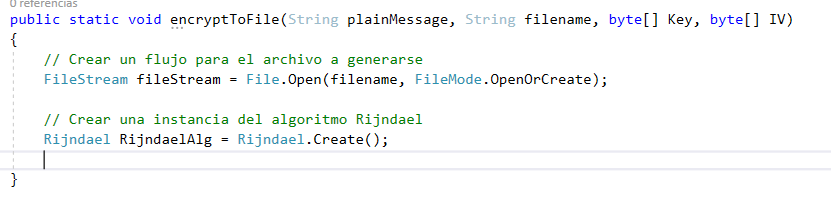 0 referencias
public static void encryptToFile(String plainMessage, String filename, byte[] Key, byte[] IV)
{
// Crear un flujo para el archivo a generarse
FileStream fileStream = File.Open(filename, FileMode.OpenOrCreate);
// Crear una instancia del algoritmo Rijndael
Rijndael RijndaelAlg = Rijndael.Create();
}